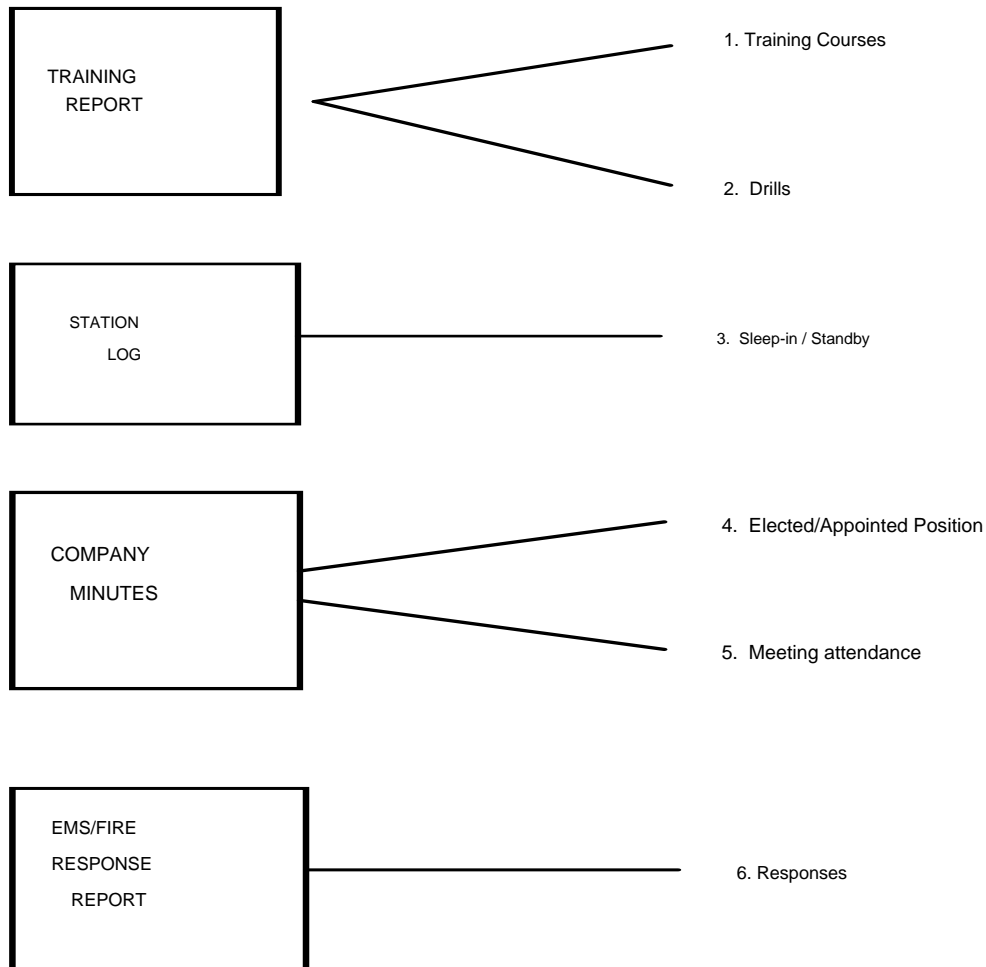 TRAINING
REPORT
1. Training Courses
2. Drills
STATION
LOG
3. Sleep-in / Standby
COMPANY
MINUTES
4. Elected/Appointed Position
5. Meeting attendance
EMS/FIRE
RESPONSE
REPORT
6. Responses